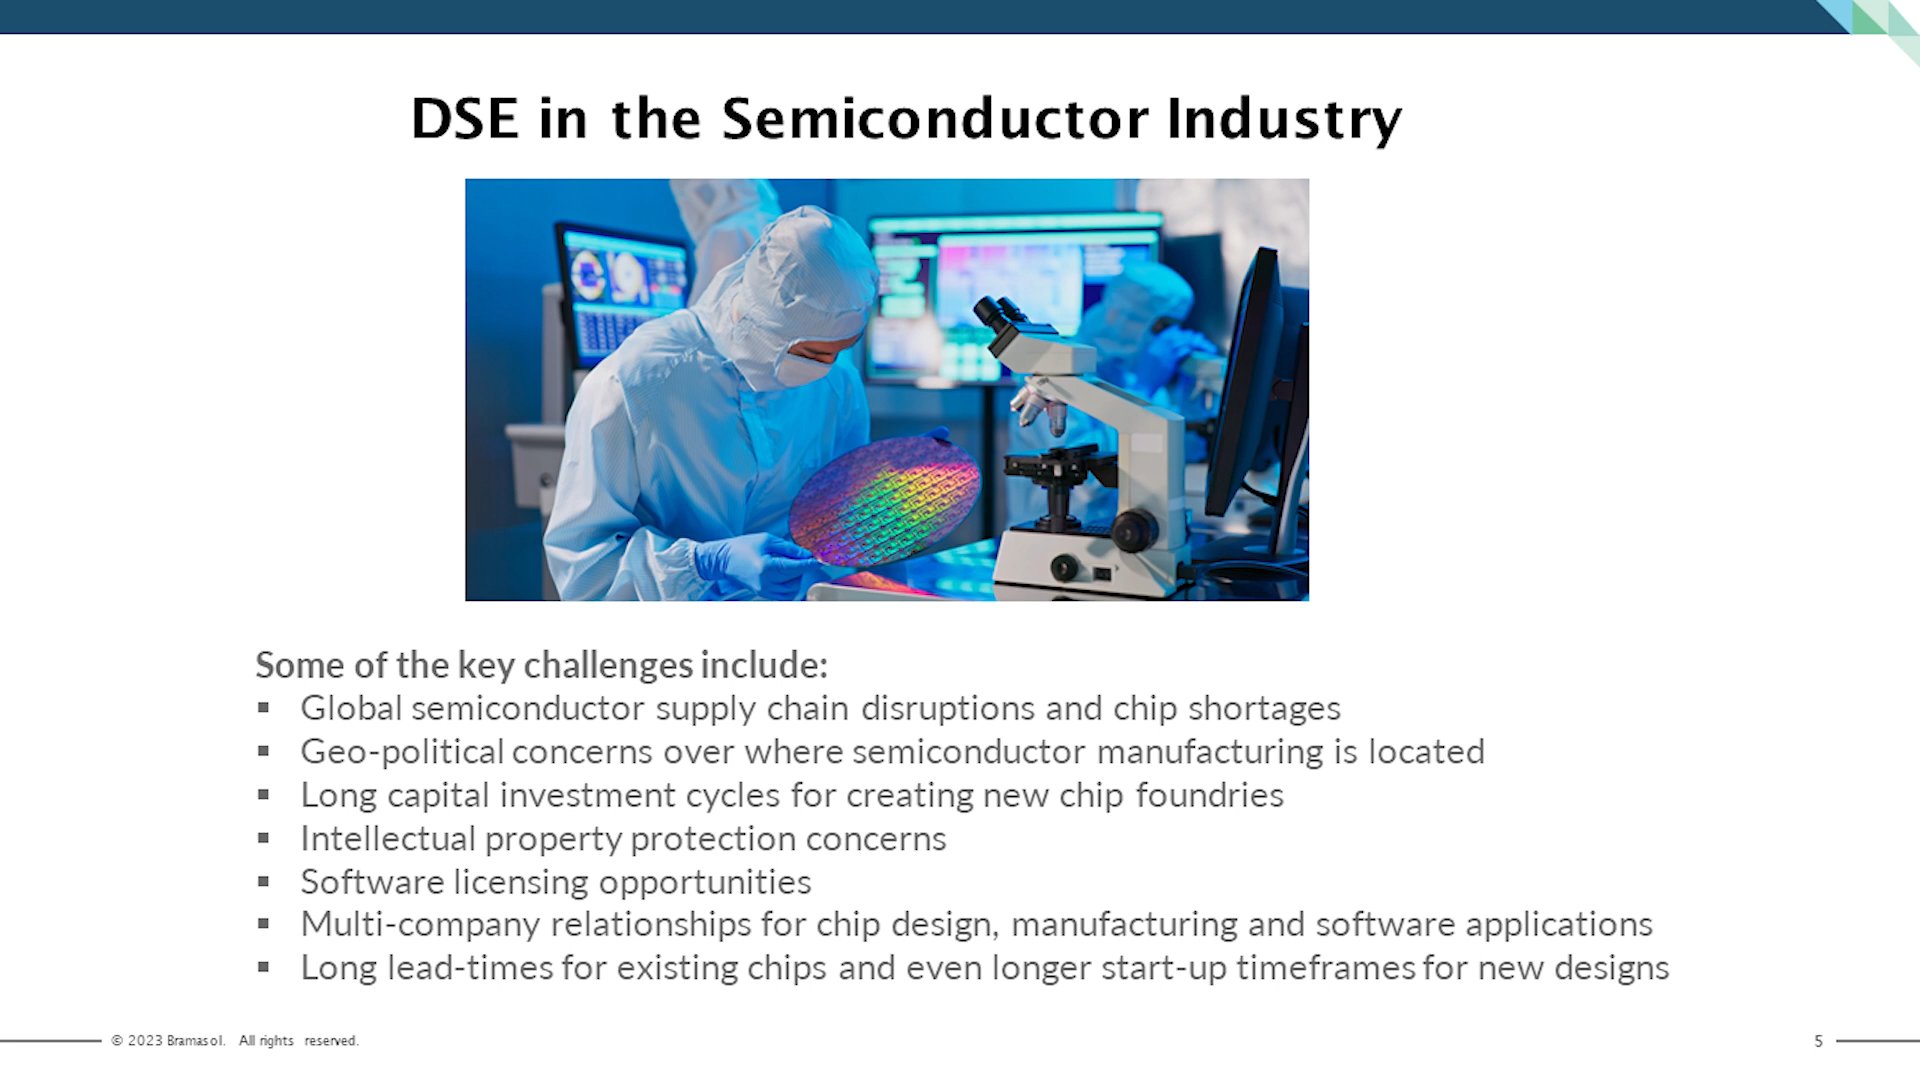 DSE in the Semiconductor Industry
Some of the key challenges include:
▪ Global semiconductor supply chain disruptions and chip shortages
▪ Geo-political concerns over where semiconductor manufacturing is located
▪ Long capital investment cycles for creating new chip foundries
▪ Intellectual property protection concerns
▪ Software licensing opportunities
▪ Multi-company relationships for chip design, manufacturing and software applications
▪ Long lead-times for existing chips and even longer start-up timeframes for new designs
© 2023 Bramasol. All rights reserved.
5